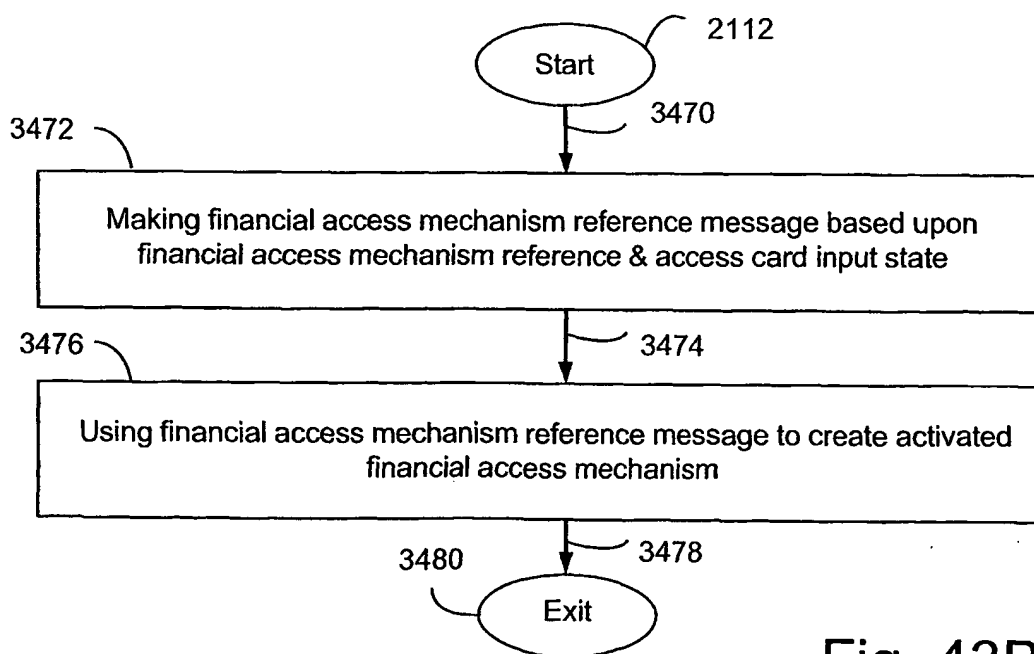 2112
Start
3470
3472
Making financial access mechanism reference message based upon
financial access mechanism reference & access card input state
3474
3476
Using financial access mechanism reference message to create activated
financial access mechanism
3478
3480
Exit